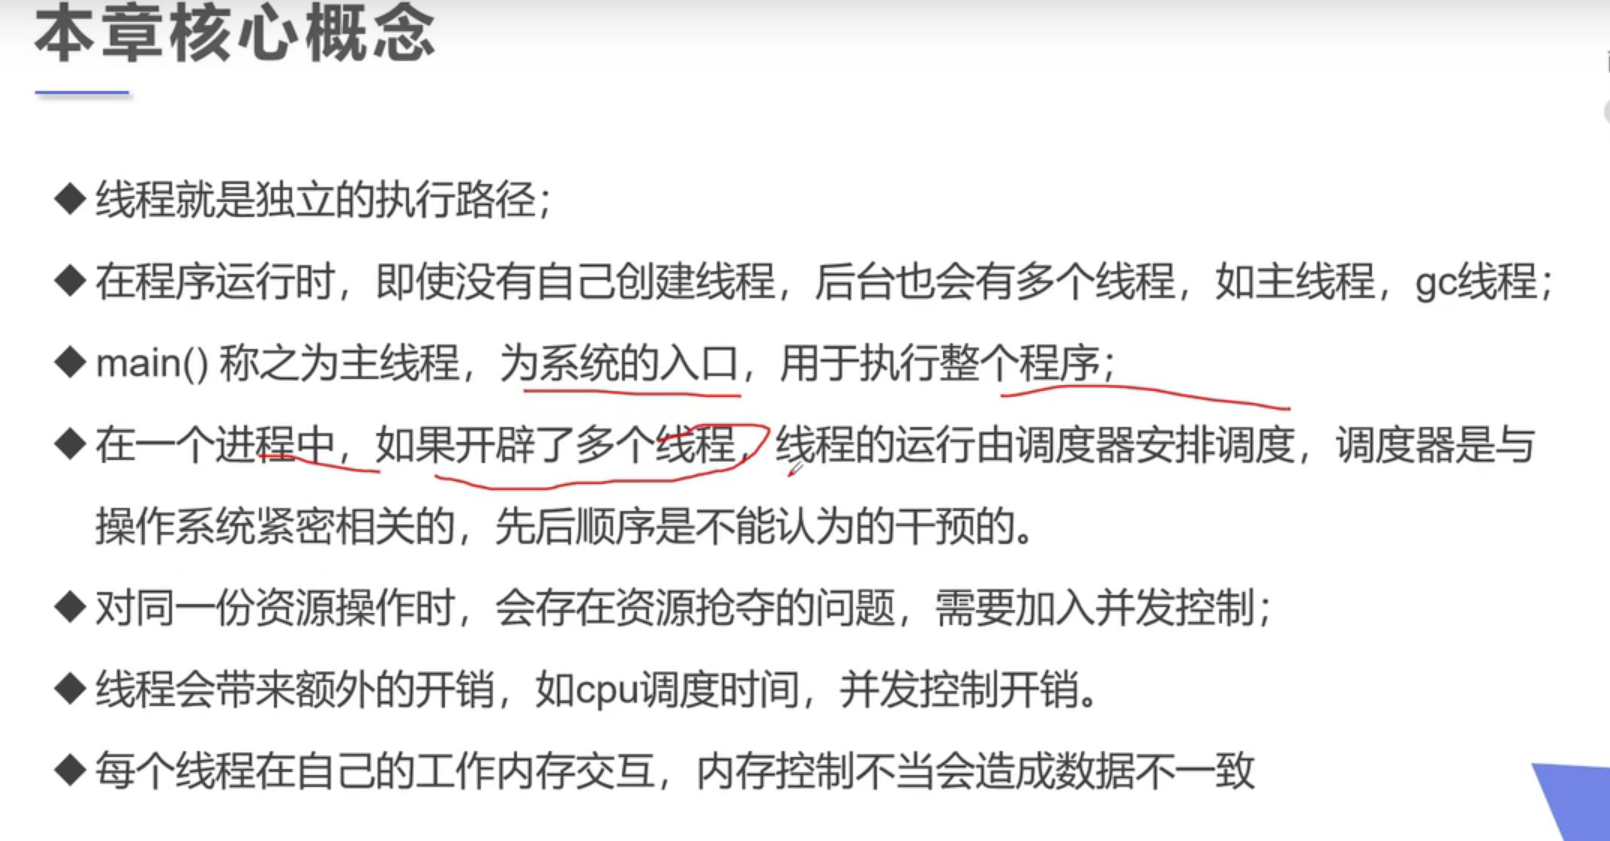 本章核心概念
◆线程就是独立的执行路径；
◆在程序运行时，即使没有自己创建线程，后台也会有多个线程，如主线程，gc线程；
◆main() 称之为主线程，为系统的入口，用于执行整个程序；
◆在一个进程中，如果开辟了多个线程，线程的运行由调度器安排调度，调度器是与
操作系统紧密相关的，先后顺序是不能认为的干预的。
◆对同一份资源操作时，会存在资源抢夺的问题，需要加入并发控制；
◆线程会带来额外的开销，如cpu调度时间，并发控制开销。
◆每个线程在自己的工作内存交互，内存控制不当会造成数据不一致